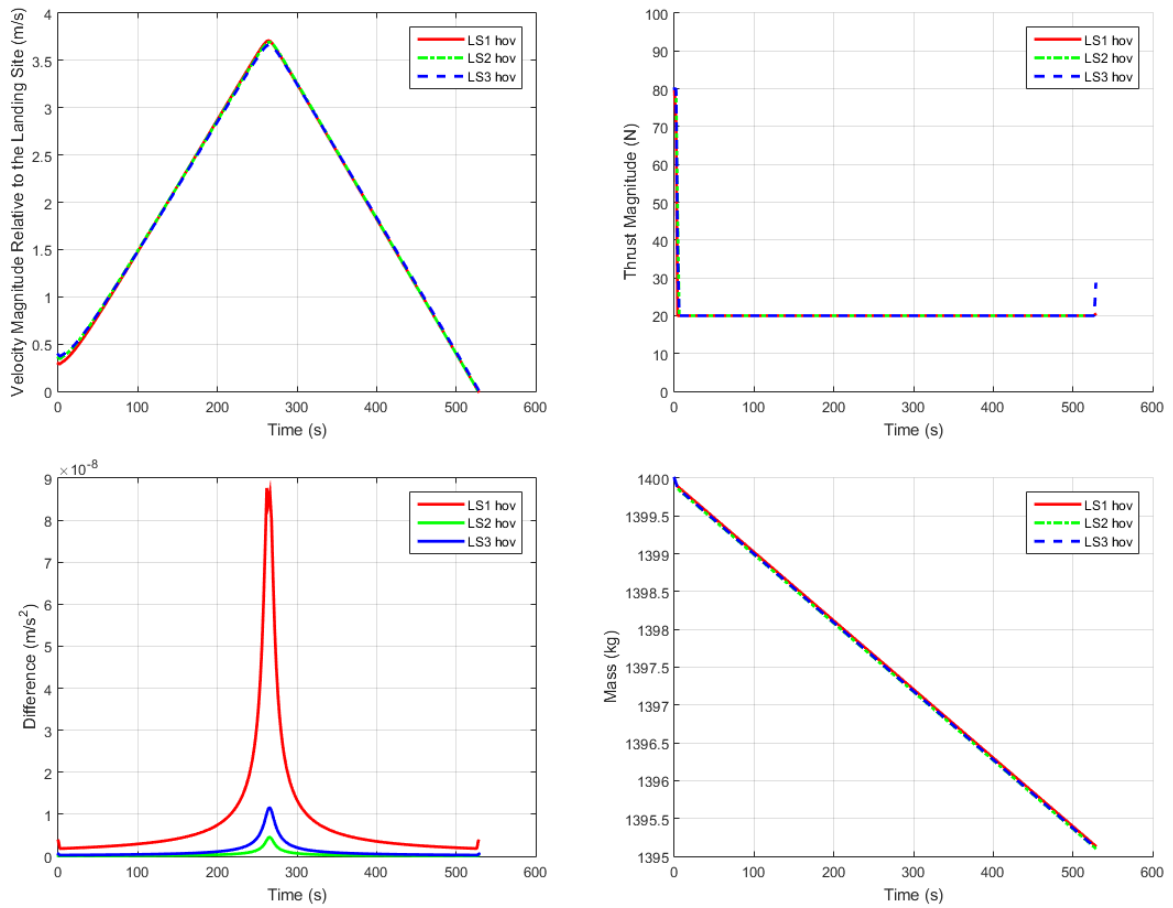 Velocity Magnitude Relative to the Landing Site (m/s)
4
3.5
3
2.5
2
1.5
1
0.5
0
0 100 200 300 400 500 600
Time (s)
LS1 hov
LS2 hov
LS3 hov
Thrust Magnitude (N)
100
90
80
70
60
50
40
30
20
10
0
0 100 200 300 400 500 600
Time (s)
LS1 hov
LS2 hov
LS3 hov
×10⁻⁸
Difference (m/s²)
9
8
7
6
5
4
3
2
1
0
0 100 200 300 400 500 600
Time (s)
LS1 hov
LS2 hov
LS3 hov
Mass (kg)
1400
1399.5
1399
1398.5
1398
1397.5
1397
1396.5
1396
1395.5
1395
0 100 200 300 400 500 600
Time (s)
LS1 hov
LS2 hov
LS3 hov